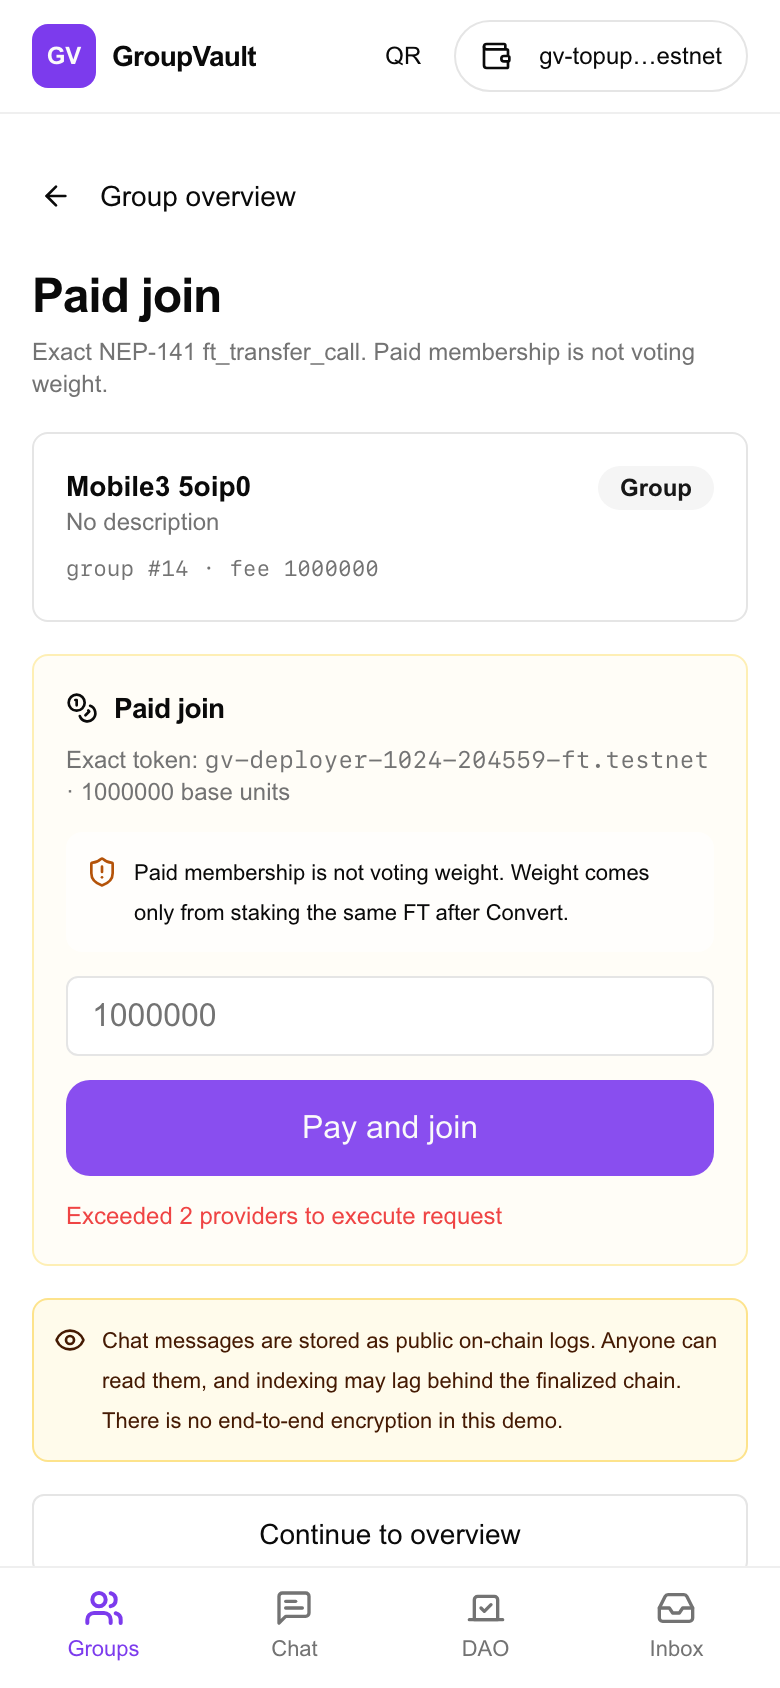 GV GroupVault QR gv-topup…estnet
Group overview
Paid join
Exact NEP-141 ft_transfer_call. Paid membership is not voting
weight.
Mobile3 5oip0 Group
No description
group #14 · fee 1000000
Paid join
Exact token: gv-deployer-1024-204559-ft.testnet
· 1000000 base units
Paid membership is not voting weight. Weight comes
only from staking the same FT after Convert.
1000000
Pay and join
Exceeded 2 providers to execute request
Chat messages are stored as public on-chain logs. Anyone can
read them, and indexing may lag behind the finalized chain.
There is no end-to-end encryption in this demo.
Continue to overview
Groups Chat DAO Inbox